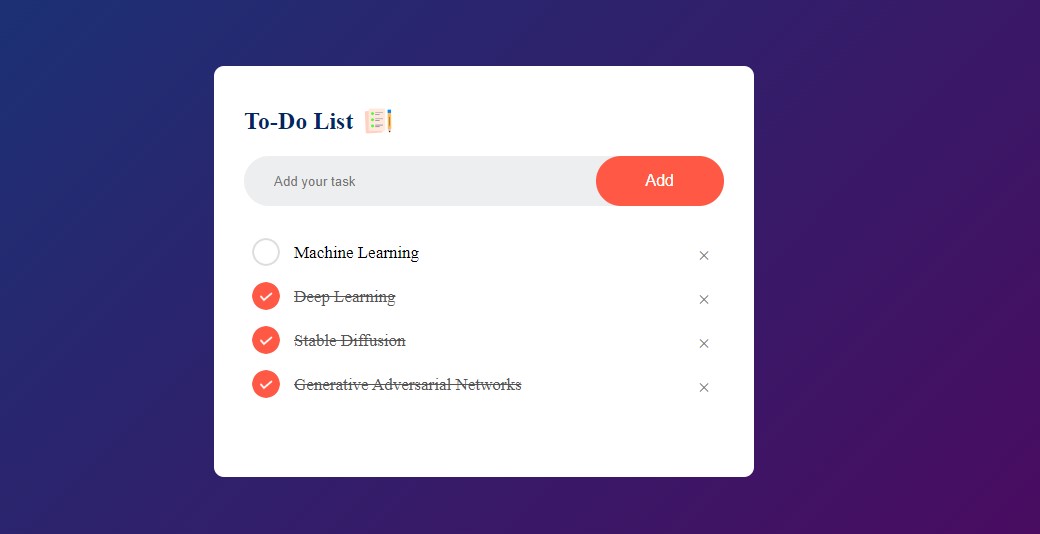 To-Do List
Add your task
Add
Machine Learning
×
Deep Learning
×
Stable Diffusion
×
Generative Adversarial Networks
×